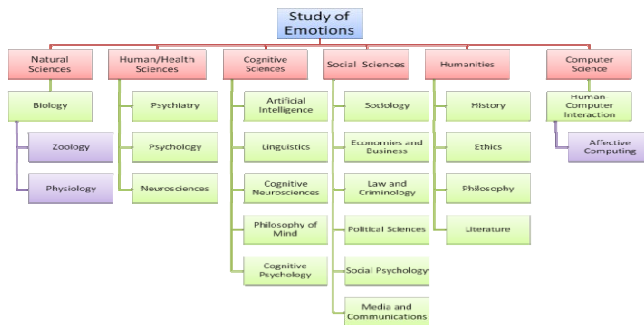 Study of
Emotions
Natural
Sciences
Human/Health
Sciences
Cognitive
Sciences
Social Sciences
Humanities
Computer
Science
Biology
Zoology
Physiology
Psychiatry
Psychology
Neurosciences
Artificial
Intelligence
Linguistics
Cognitive
Neurosciences
Philosophy of
Mind
Cognitive
Psychology
Sociology
Economies and
Business
Law and
Criminology
Political Sciences
Social Psychology
Media and
Communications
History
Ethics
Philosophy
Literature
Human
Computer
Interaction
Affective
Computing